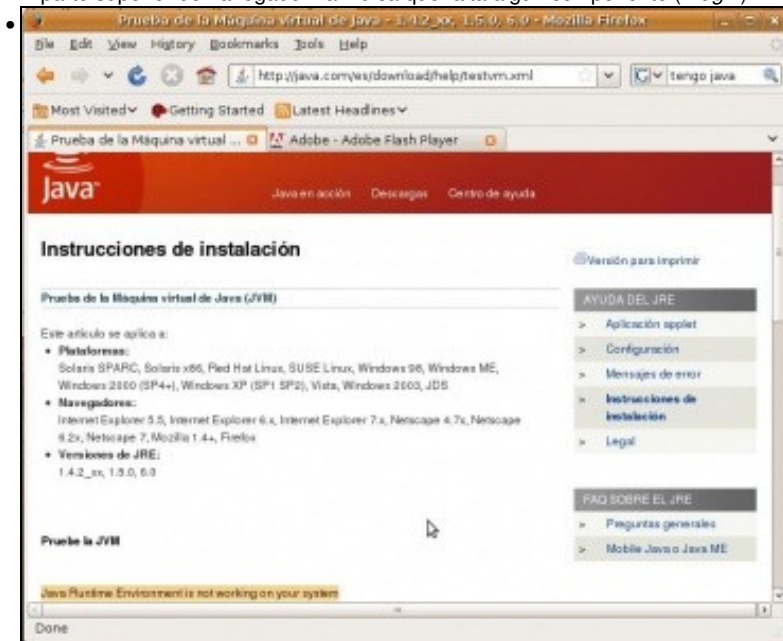 Prueba de la Máquina virtual de Java - 1.4.2_xx, 1.5.0, 6.0 - Mozilla Firefox
File Edit View History Bookmarks Tools Help
http://java.com/es/download/help/testvm.xml
tengo java
Most Visited Getting Started Latest Headlines
Prueba de la Máquina virtual ... Adobe - Adobe Flash Player
Java
Java en acción Descargas Centro de ayuda
Instrucciones de instalación
Versión para imprimir
Prueba de la Máquina virtual de Java (JVM)
AYUDA DEL JRE
Este artículo se aplica a:
> Aplicación applet
• Plataformas:
> Configuración
Solaris SPARC, Solaris x86, Red Hat Linux, SUSE Linux, Windows 98, Windows ME,
> Mensajes de error
Windows 2000 (SP4+), Windows XP (SP1 SP2), Vista, Windows 2003, JDS
> Instrucciones de
instalación
• Navegadores:
Internet Explorer 5.5, Internet Explorer 6.x, Internet Explorer 7.x, Netscape 4.7x, Netscape
> Legal
6.2x, Netscape 7, Mozilla 1.4+, Firefox
• Versiones de JRE:
1.4.2_xx, 1.5.0, 6.0
FAQ SOBRE EL JRE
> Preguntas generales
Pruebe la JVM
> Mobile Java o Java ME
Java Runtime Environment is not working on your system
Done